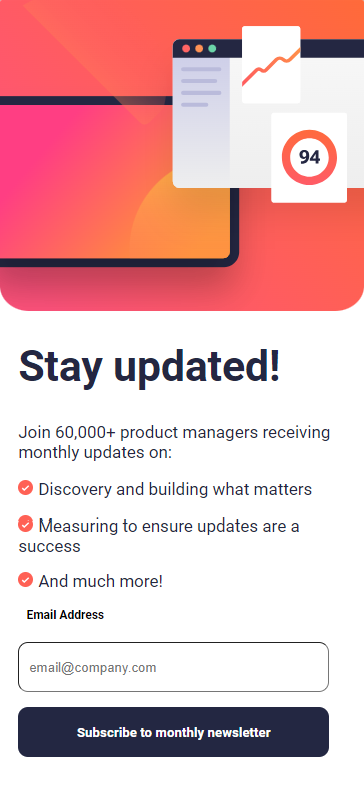 94
Stay updated!
Join 60,000+ product managers receiving
monthly updates on:
Discovery and building what matters
Measuring to ensure updates are a
success
And much more!
Email Address
email@company.com
Subscribe to monthly newsletter